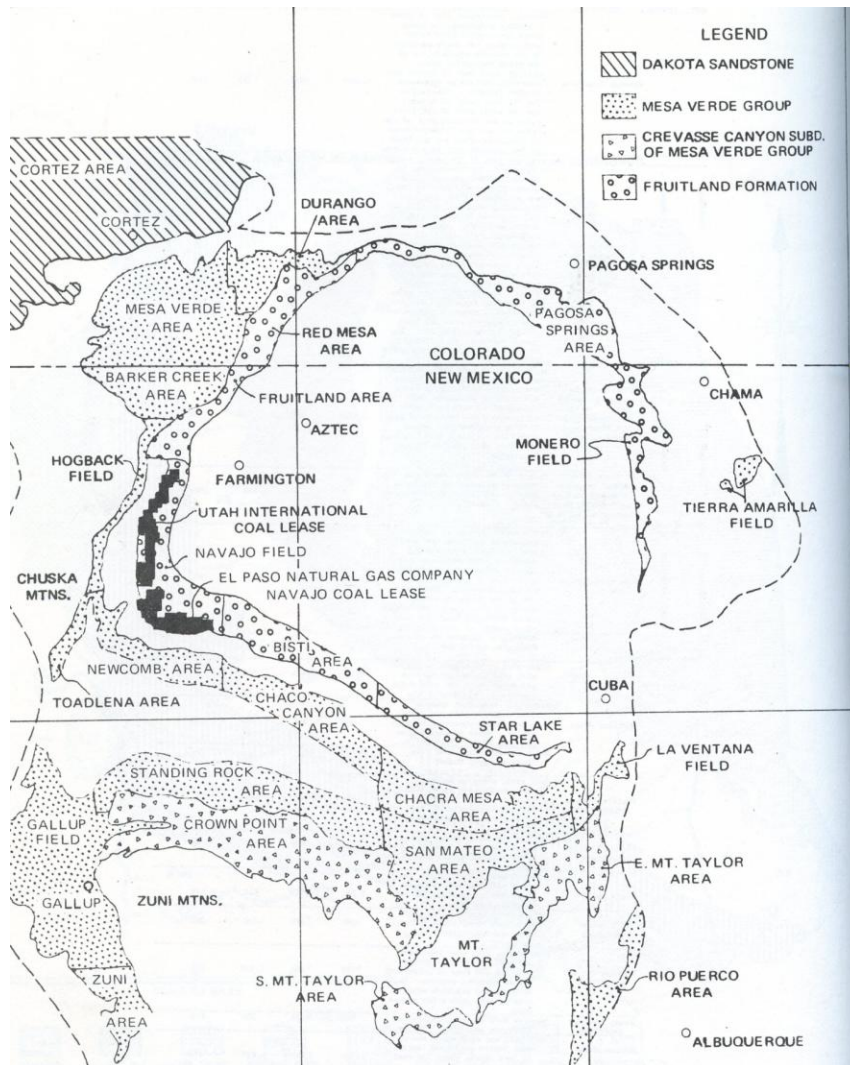 LEGEND
DAKOTA SANDSTONE
MESA VERDE GROUP
CREVASSE CANYON SUBD.
OF MESA VERDE GROUP
FRUITLAND FORMATION
CORTEZ AREA
CORTEZ
DURANGO
AREA
PAGOSA SPRINGS
MESA VERDE
AREA
PAGOSA
SPRINGS
AREA
RED MESA
AREA
COLORADO
NEW MEXICO
BARKER CREEK
AREA
FRUITLAND AREA
CHAMA
AZTEC
MONERO
FIELD
HOGBACK
FIELD
FARMINGTON
TIERRA AMARILLA
FIELD
UTAH INTERNATIONAL
COAL LEASE
NAVAJO FIELD
CHUSKA
MTNS.
EL PASO NATURAL GAS COMPANY
NAVAJO COAL LEASE
BISTI
AREA
NEWCOMB AREA
TOADLENA AREA
CHACO
CANYON
AREA
CUBA
STAR LAKE
AREA
LA VENTANA
FIELD
STANDING ROCK
AREA
CHACRA MESA
AREA
GALLUP
FIELD
CROWN POINT
AREA
SAN MATEO
AREA
E. MT. TAYLOR
AREA
GALLUP
ZUNI MTNS.
MT.
TAYLOR
ZUNI
AREA
S. MT. TAYLOR
AREA
RIO PUERCO
AREA
ALBUQUERQUE